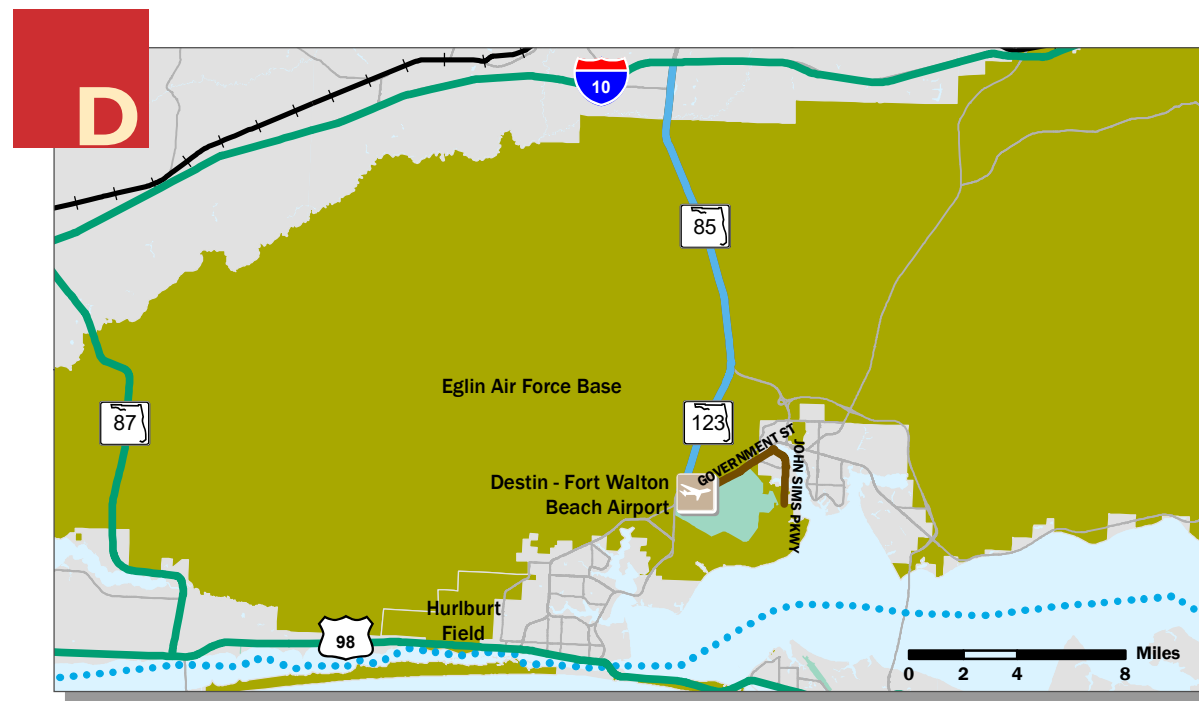 D
10
85
Eglin Air Force Base
87
123
GOVERNMENT ST
JOHN SIMS PKWY
Destin - Fort Walton
Beach Airport
Hurlburt
Field
98
Miles
0 2 4 8